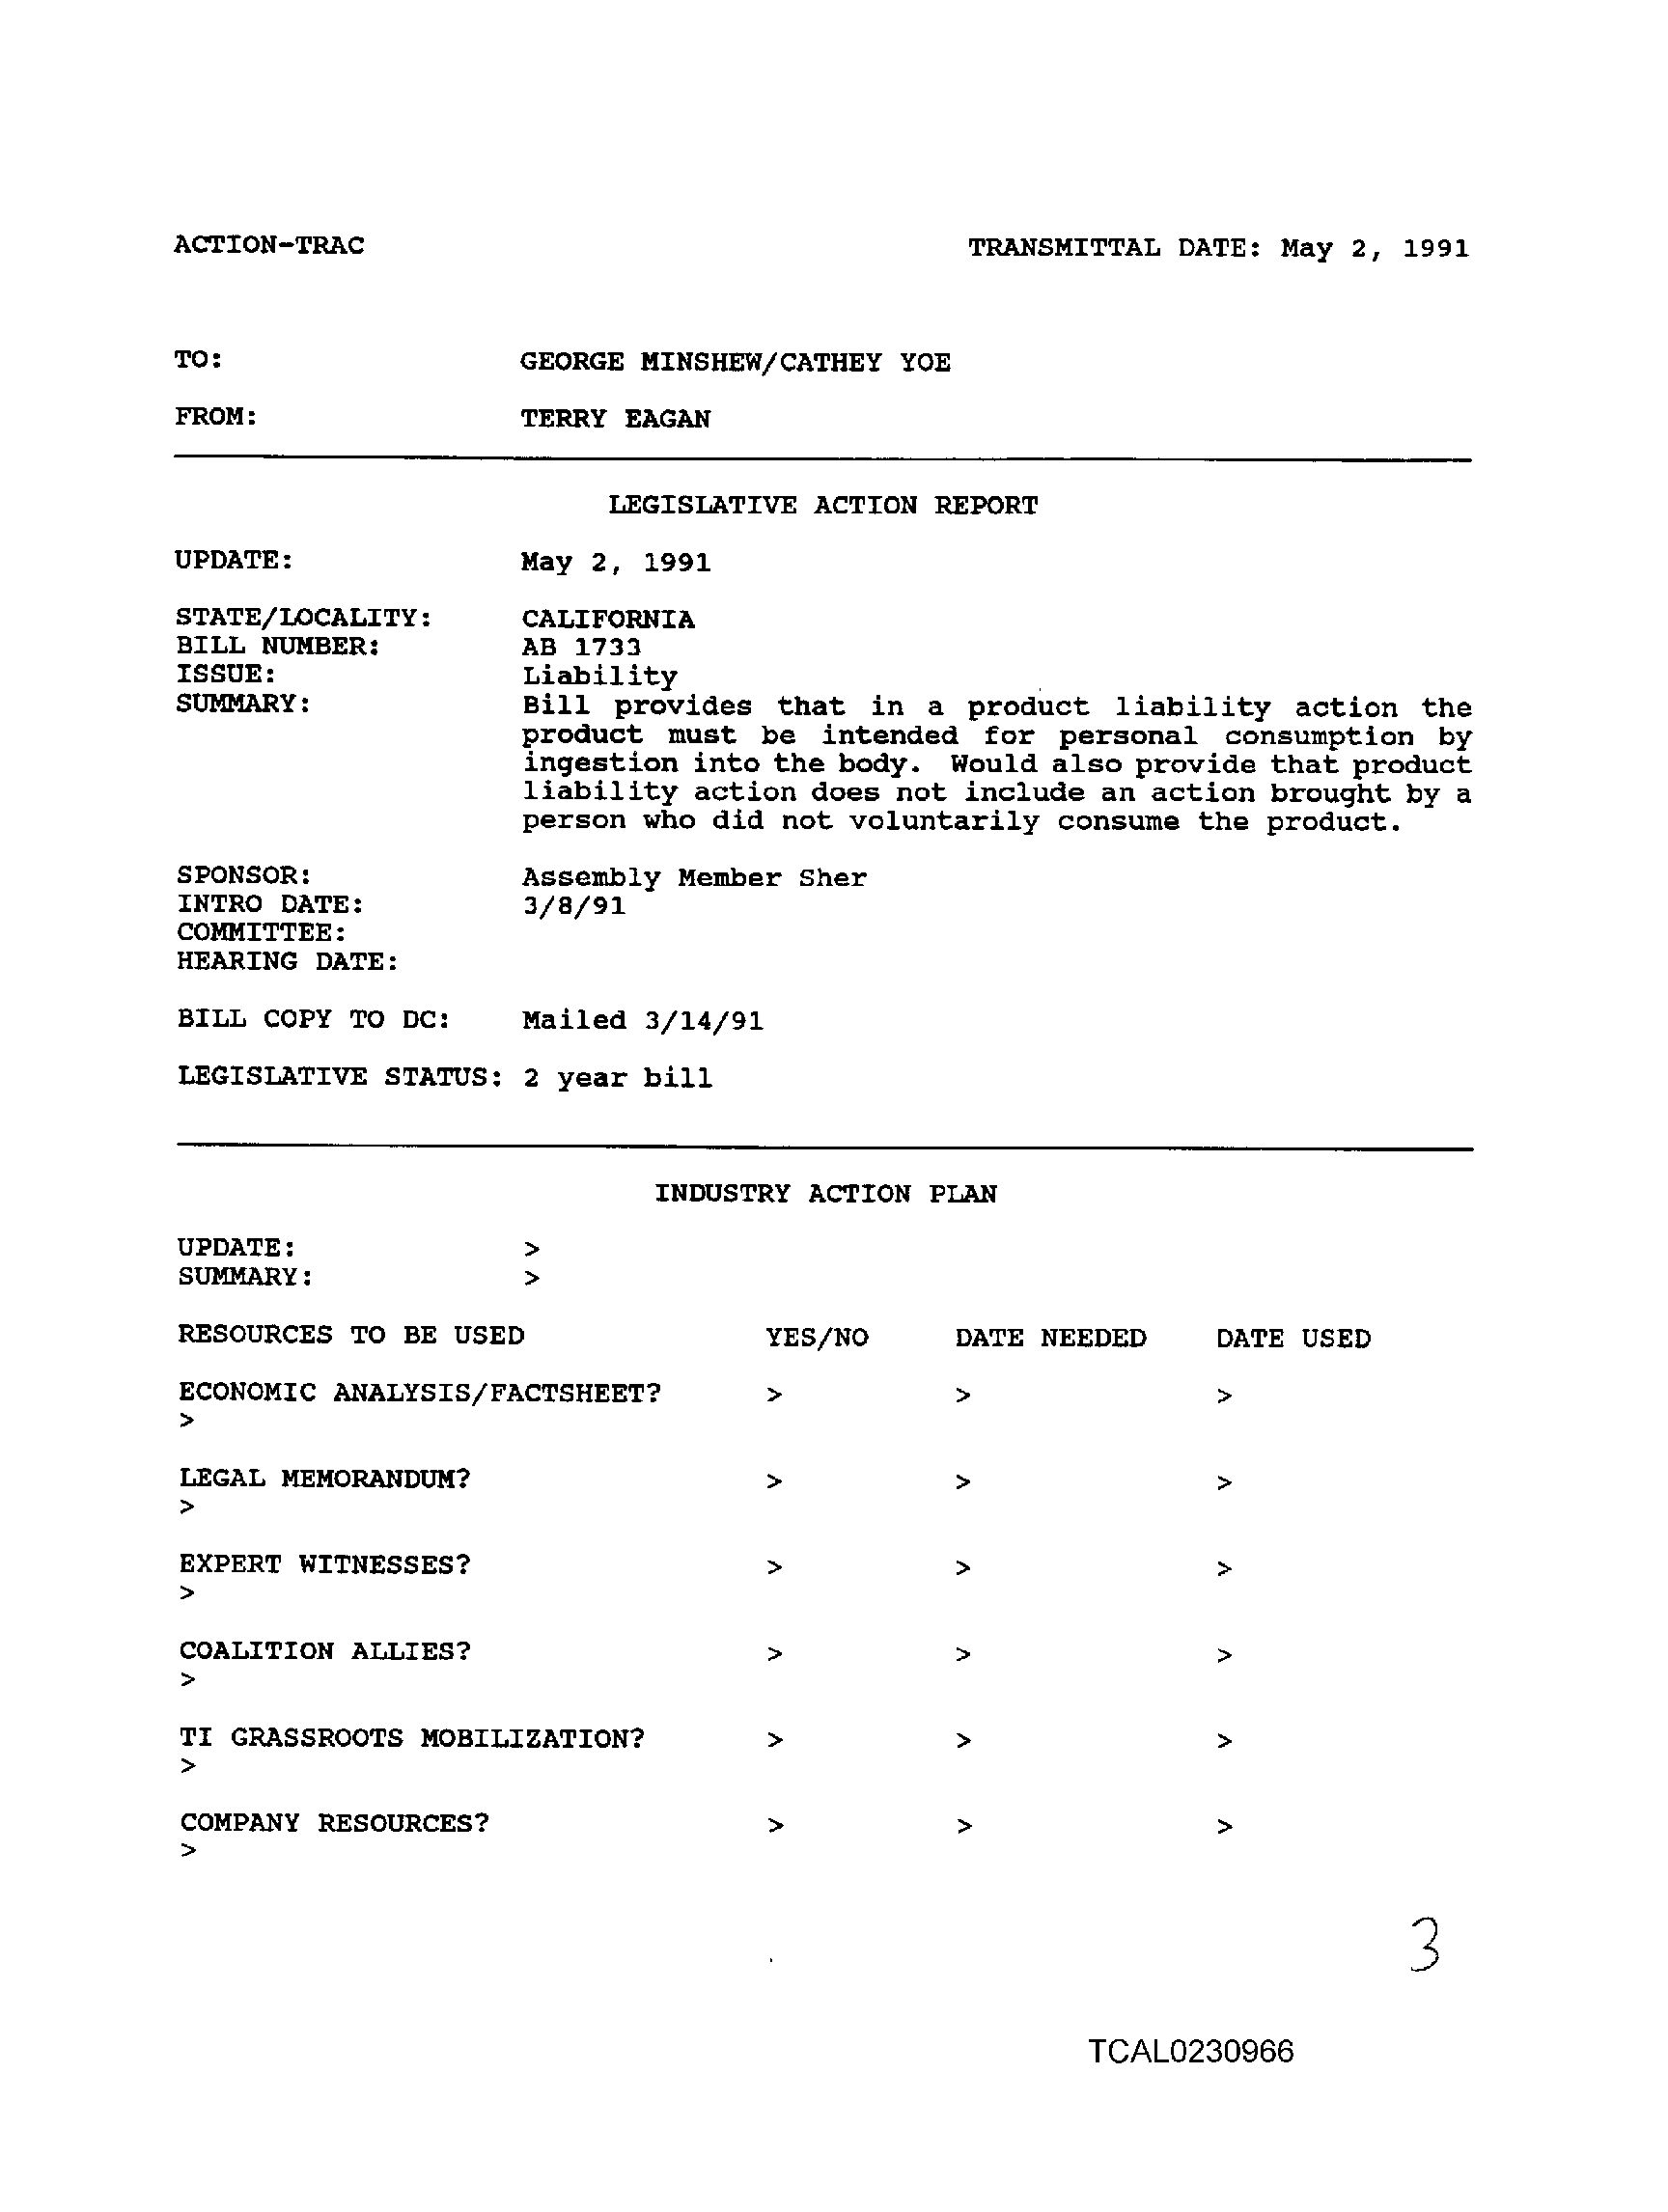 ACTION-TRAC TRANSMITTAL DATE: May 2, 1991
TO: GEORGE MINSHEW/CATHEY YOE
FROM: TERRY EAGAN
LEGISLATIVE ACTION REPORT
UPDATE: May 2, 1991
STATE/LOCALITY: CALIFORNIA
BILL NUMBER: AB 1733
ISSUE: Liability
SUMMARY: Bill provides that in a product liability action the
product must be intended for personal consumption by
ingestion into the body. Would also provide that product
liability action does not include an action brought by a
person who did not voluntarily consume the product.
SPONSOR: Assembly Member Sher
INTRO DATE: 3/8/91
COMMITTEE:
HEARING DATE:
BILL COPY TO DC: Mailed 3/14/91
LEGISLATIVE STATUS: 2 year bill
INDUSTRY ACTION PLAN
UPDATE: >
SUMMARY: >
RESOURCES TO BE USED YES/NO DATE NEEDED DATE USED
ECONOMIC ANALYSIS/FACTSHEET? > > >
>
LEGAL MEMORANDUM? > > >
>
EXPERT WITNESSES? > > >
>
COALITION ALLIES? > > >
>
TI GRASSROOTS MOBILIZATION? > > >
>
COMPANY RESOURCES? > > >
>
3
TCAL0230966